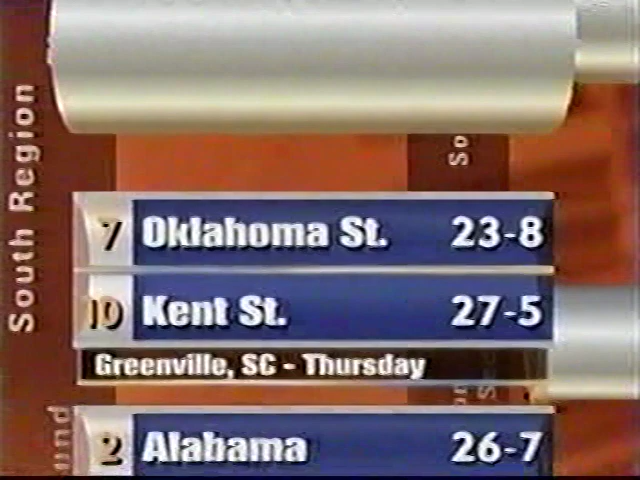 South Region
So
7 Oklahoma St. 23-8
10 Kent St. 27-5
Greenville, SC - Thursday
2 Alabama 26-7